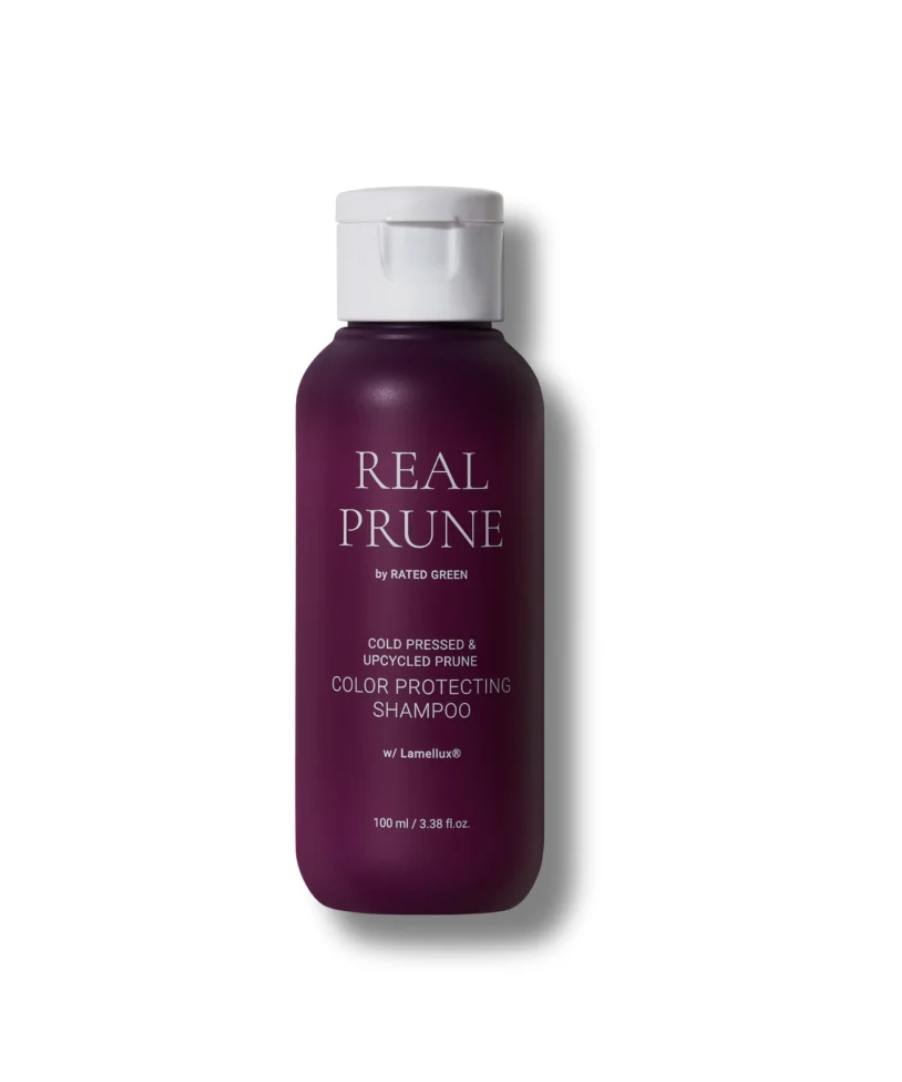 REAL
PRUNE
by RATED GREEN
COLD PRESSED &
UPCYCLED PRUNE
COLOR PROTECTING
SHAMPOO
w/ Lamellux®
100 ml / 3.38 fl.oz.